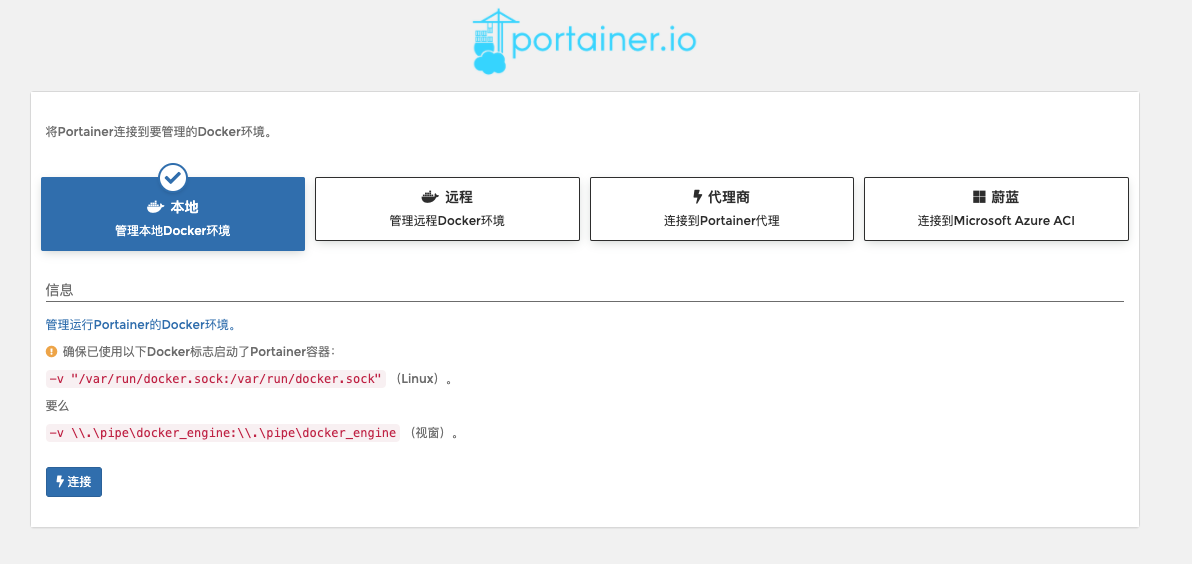 portainer.io
将Portainer连接到要管理的Docker环境。
本地
管理本地Docker环境
远程
管理远程Docker环境
代理商
连接到Portainer代理
蔚蓝
连接到Microsoft Azure ACI
信息
管理运行Portainer的Docker环境。
确保已使用以下Docker标志启动了Portainer容器:
-v "/var/run/docker.sock:/var/run/docker.sock" （Linux）。
要么
-v \\.\pipe\docker_engine:\\.\pipe\docker_engine （视窗）。
连接